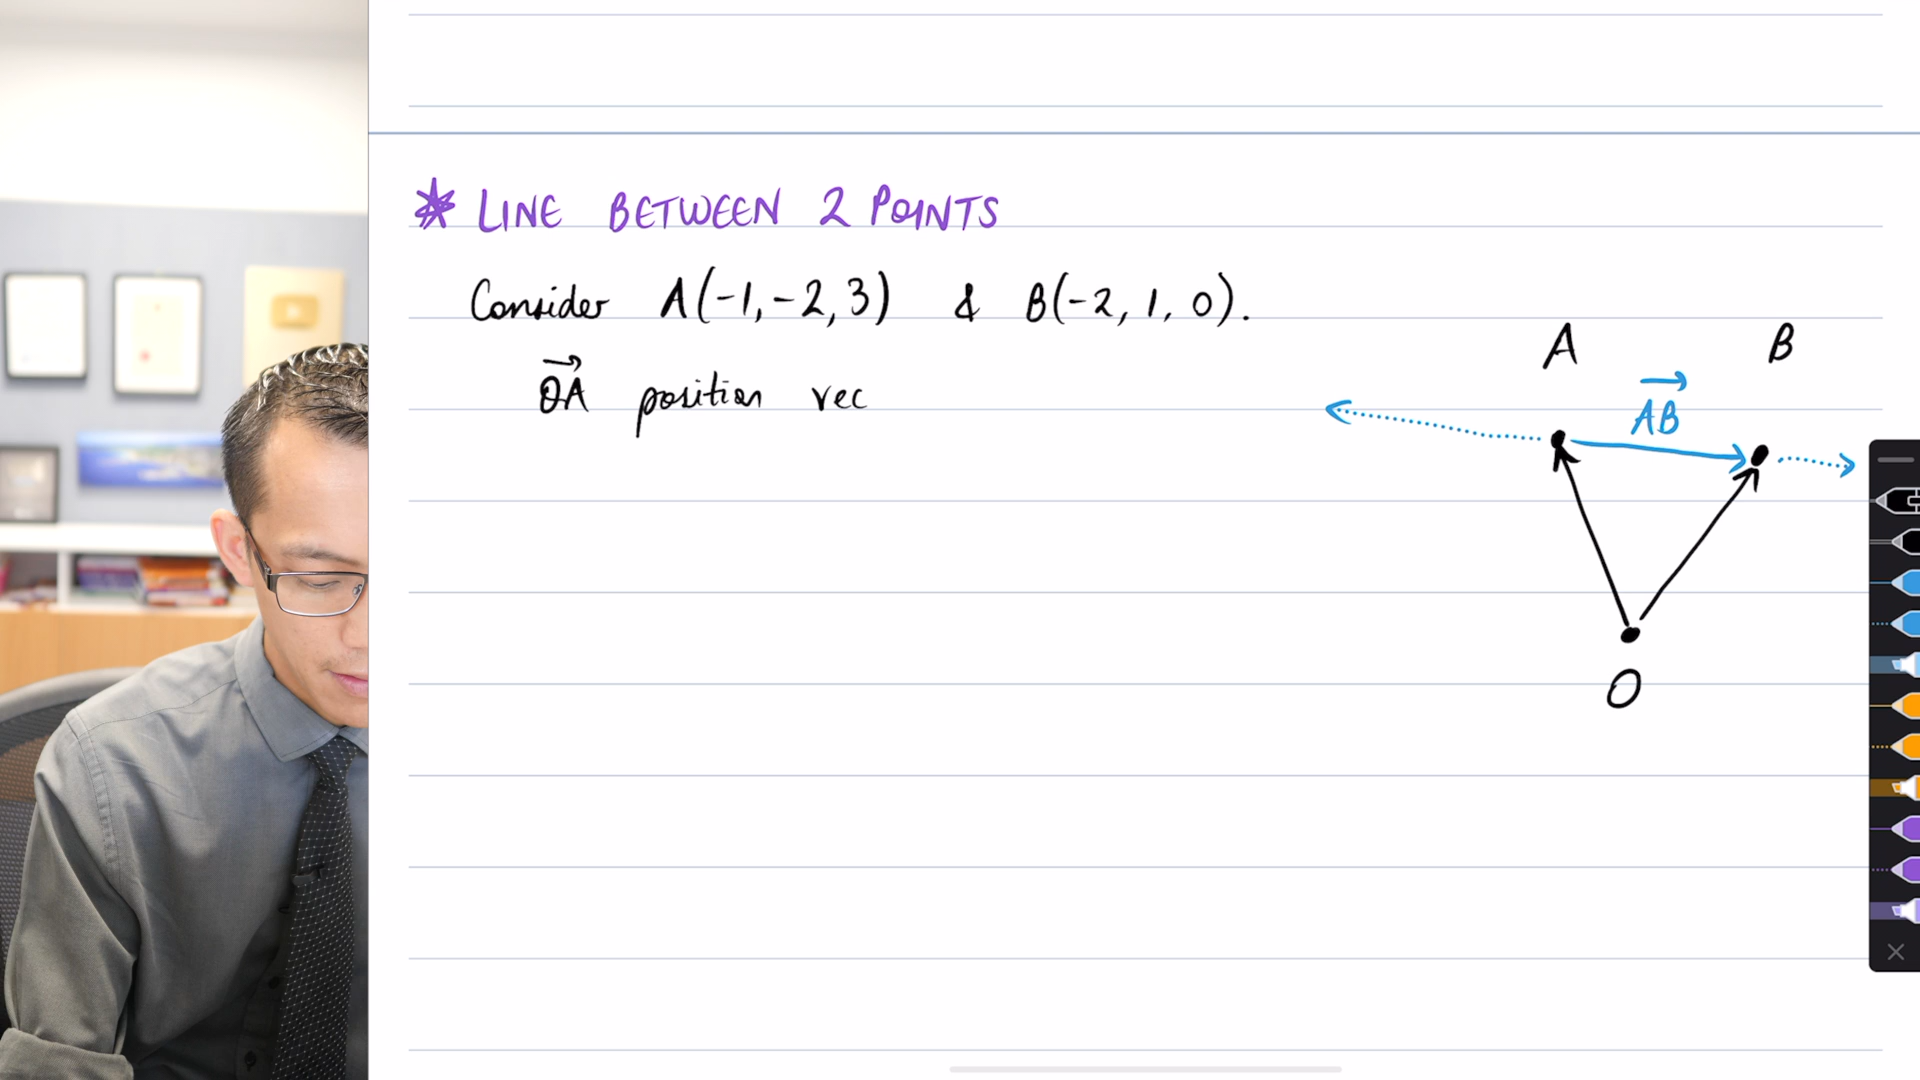 * LINE BETWEEN 2 POINTS
Consider A(-1,-2,3) & B(-2,1,0).
A B
→OA position vec
→AB
O